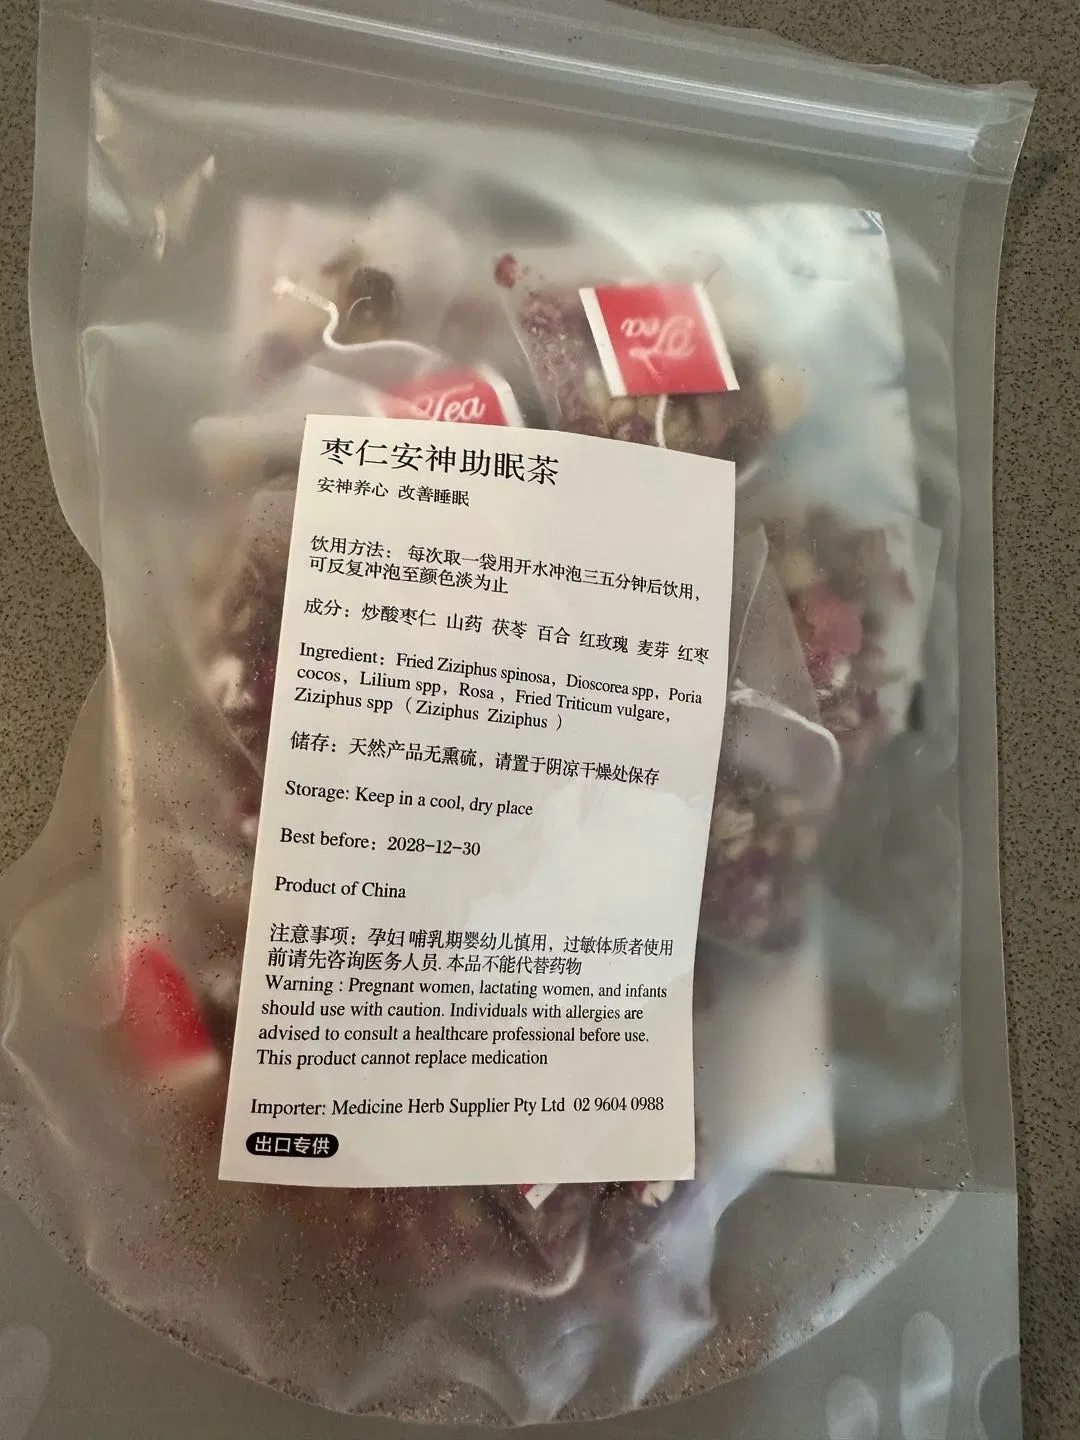 Tea
Tea
枣仁安神助眠茶
安神养心 改善睡眠
饮用方法： 每次取一袋用开水冲泡三五分钟后饮用，
可反复冲泡至颜色淡为止
成分：炒酸枣仁 山药 茯苓 百合 红玫瑰 麦芽 红枣
Ingredient：Fried Ziziphus spinosa，Dioscorea spp，Poria
cocos，Lilium spp，Rosa ，Fried Triticum vulgare，
Ziziphus spp （ Ziziphus Ziziphus ）
储存：天然产品无熏硫，请置于阴凉干燥处保存
Storage: Keep in a cool, dry place
Best before：2028-12-30
Product of China
注意事项：孕妇 哺乳期婴幼儿慎用，过敏体质者使用
前请先咨询医务人员. 本品不能代替药物
Warning : Pregnant women, lactating women, and infants
should use with caution. Individuals with allergies are
advised to consult a healthcare professional before use.
This product cannot replace medication
Importer: Medicine Herb Supplier Pty Ltd 02 9604 0988
出口专供